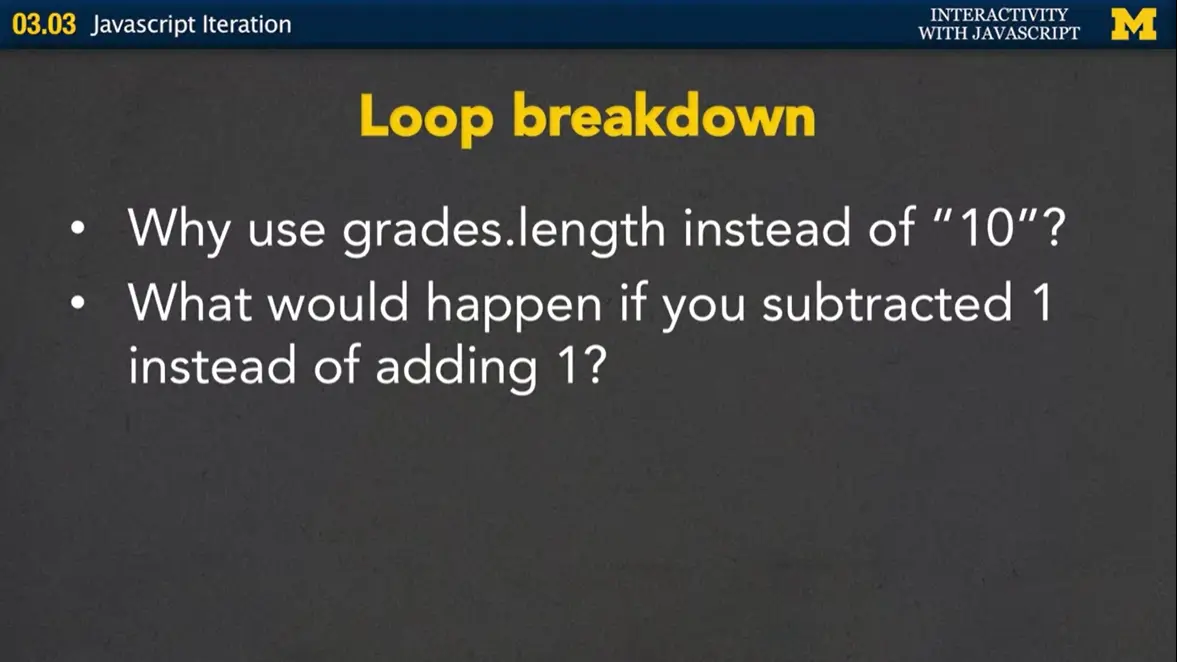 03.03 Javascript Iteration
INTERACTIVITY
WITH JAVASCRIPT
M
Loop breakdown
• Why use grades.length instead of “10”?
• What would happen if you subtracted 1
instead of adding 1?